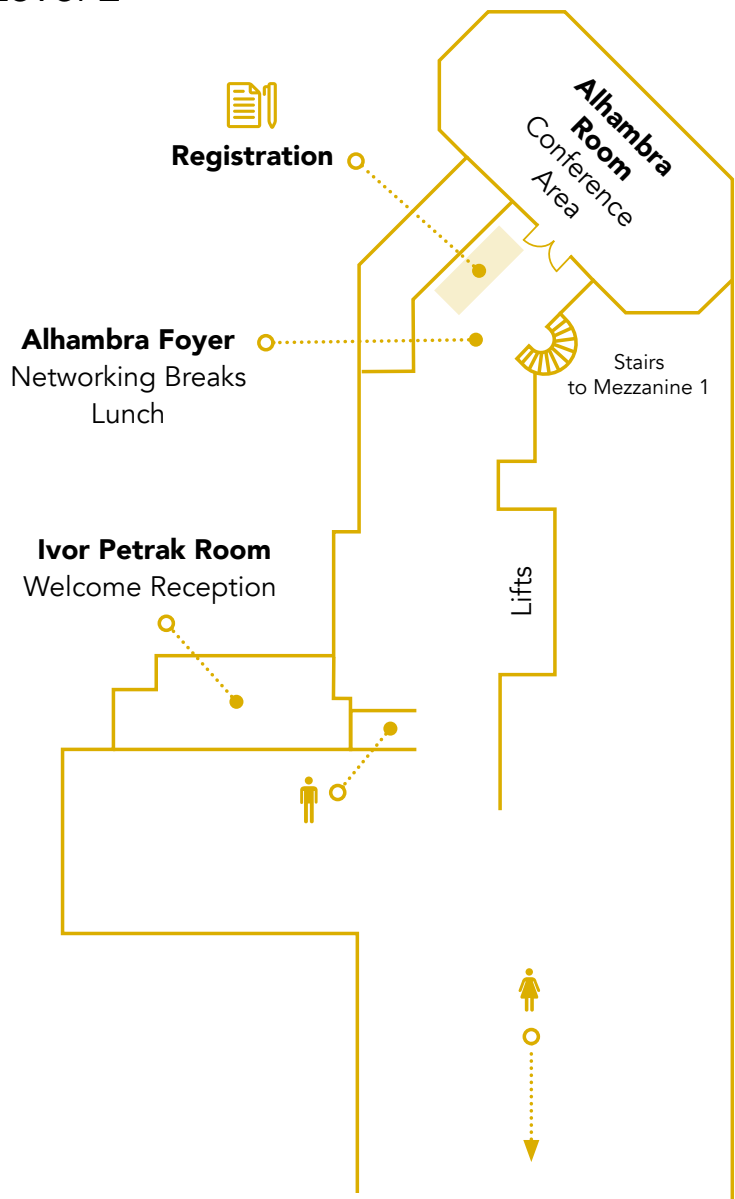 Registration
Alhambra
Room
Conference
Area
Alhambra Foyer
Networking Breaks
Lunch
Stairs
to Mezzanine 1
Ivor Petrak Room
Welcome Reception
Lifts